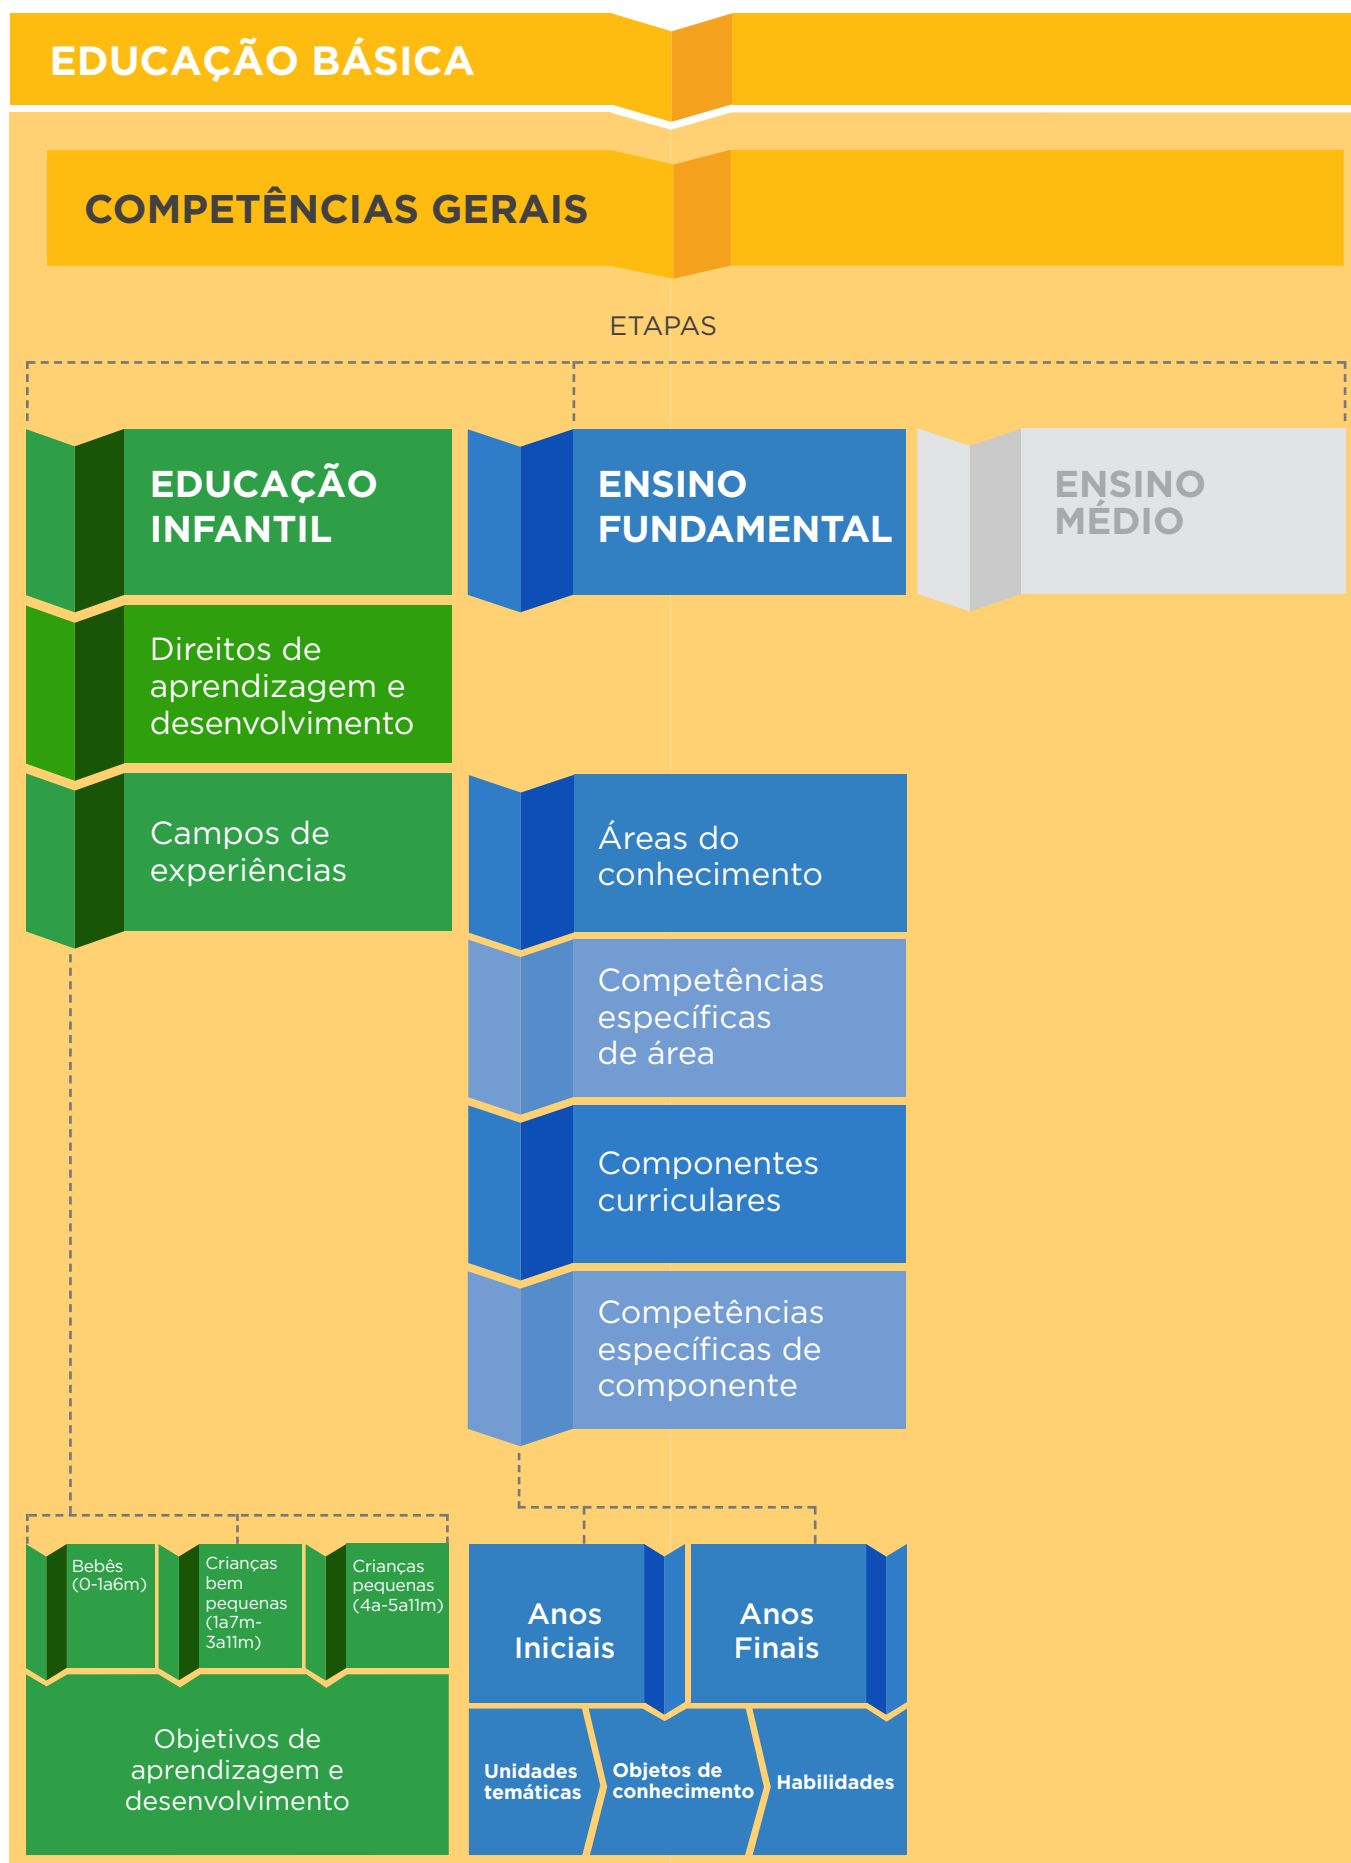 EDUCAÇÃO BÁSICA
COMPETÊNCIAS GERAIS
ETAPAS
EDUCAÇÃO
INFANTIL
Direitos de
aprendizagem e
desenvolvimento
Campos de
experiências
Bebês
(0-1a6m)
Crianças
bem
pequenas
(1a7m-
3a11m)
Crianças
pequenas
(4a-5a11m)
Objetivos de
aprendizagem e
desenvolvimento
ENSINO
FUNDAMENTAL
Áreas do
conhecimento
Competências
específicas
de área
Componentes
curriculares
Competências
específicas de
componente
Anos
Iniciais
Anos
Finais
Unidades
temáticas
Objetos de
conhecimento
Habilidades
ENSINO
MÉDIO